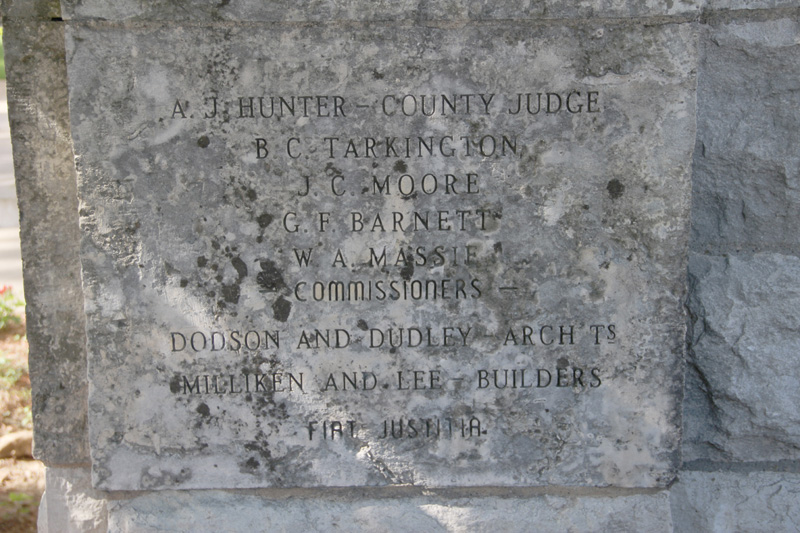 A. J. HUNTER - COUNTY JUDGE
B. C. TARKINGTON
J. C. MOORE
G. F. BARNETT
W. A. MASSIE
- COMMISSIONERS -
DODSON AND DUDLEY - ARCH'TS
MILLIKEN AND LEE - BUILDERS
FIAT JUSTITIA.